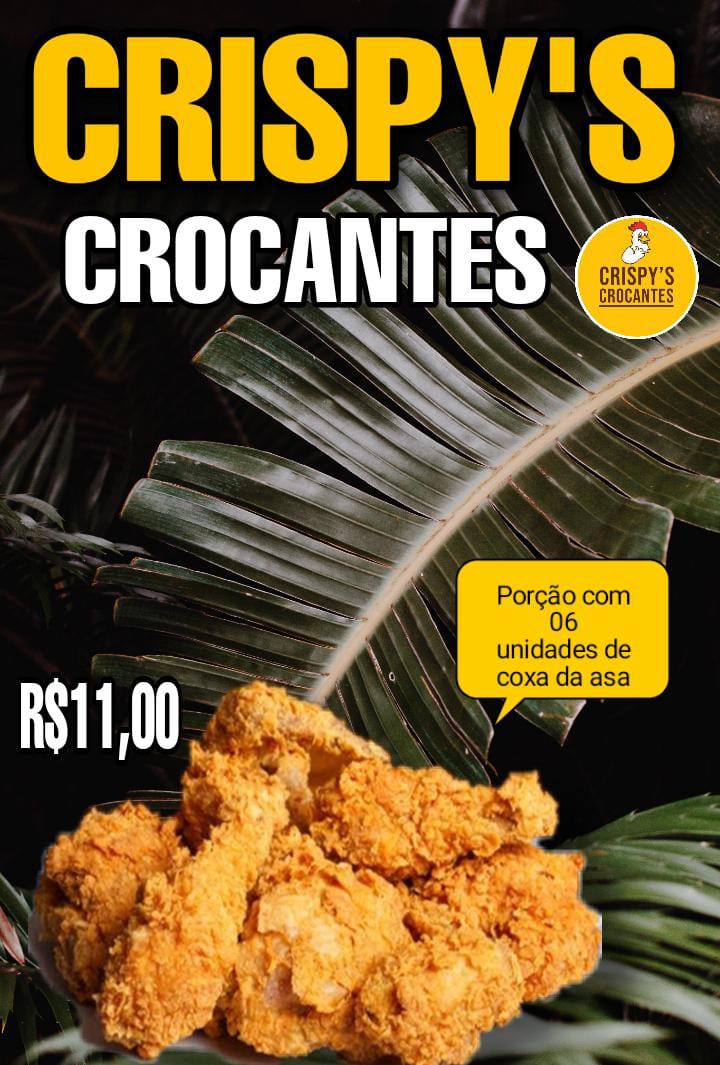 CRISPY'S
CROCANTES
CRISPY'S
CROCANTES
Porção com
06
unidades de
coxa da asa
R$11,00